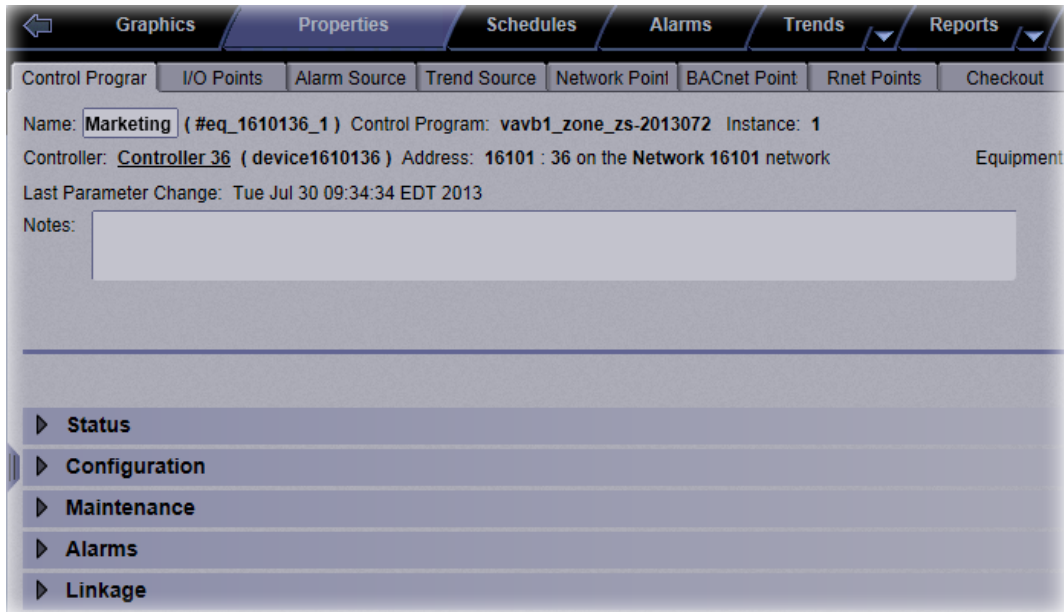 Graphics Properties Schedules Alarms Trends Reports
Control Prograr I/O Points Alarm Source Trend Source Network Point BACnet Point Rnet Points Checkout
Name: Marketing ( #eq_1610136_1 ) Control Program: vavb1_zone_zs-2013072 Instance: 1
Controller: Controller 36 ( device1610136 ) Address: 16101 : 36 on the Network 16101 network Equipment
Last Parameter Change: Tue Jul 30 09:34:34 EDT 2013
Notes:
Status
Configuration
Maintenance
Alarms
Linkage